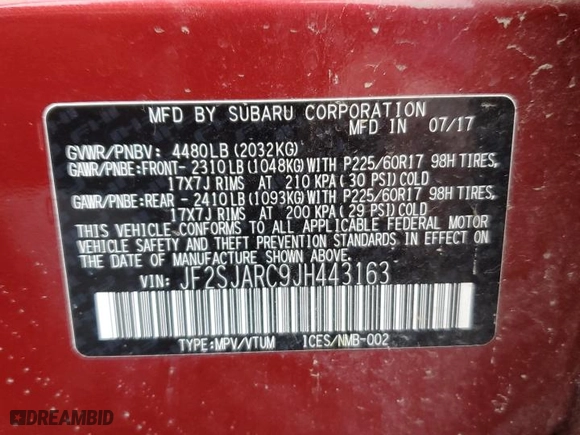 MFD BY SUBARU CORPORATION
MFD IN 07/17
GVWR/PNBV: 4480LB (2032KG)
GAWR/PNBE:FRONT- 2310LB (1048KG)WITH P225/60R17 98H TIRES,
17X7J RIMS AT 210 KPA( 30 PSI)COLD
GAWR/PNBE:REAR - 2410LB (1093KG)WITH P225/60R17 98H TIRES,
17X7J RIMS AT 200 KPA( 29 PSI)COLD
THIS VEHICLE CONFORMS TO ALL APPLICABLE FEDERAL MOTOR
VEHICLE SAFETY AND THEFT PREVENTION STANDARDS IN EFFECT ON
THE DATE OF MANUFACTURE SHOWN ABOVE.
VIN: JF2SJARC9JH443163
TYPE:MPV/VTUM ICES/NMB-002
DREAMBID